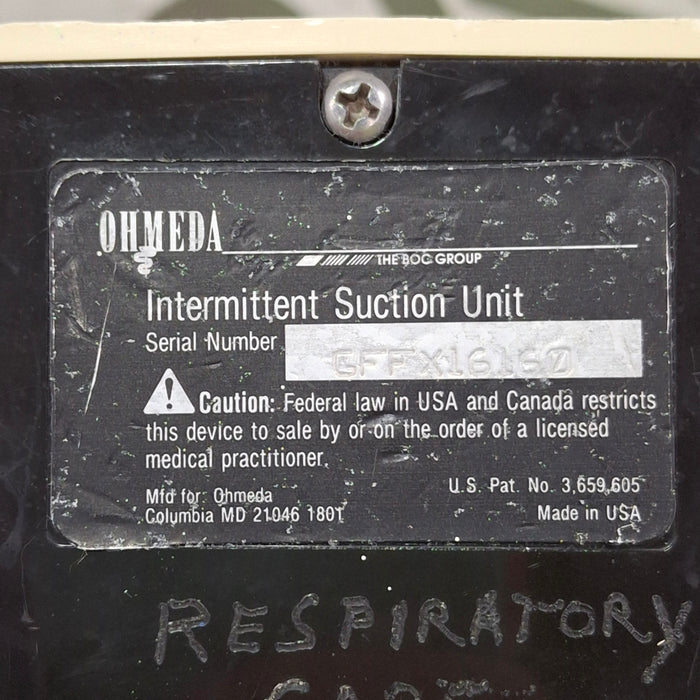 OHMEDA
THE BOC GROUP
Intermittent Suction Unit
Serial Number GFFX16160
Caution: Federal law in USA and Canada restricts
this device to sale by or on the order of a licensed
medical practitioner.
Mfd for: Ohmeda
Columbia MD 21046 1801
U.S. Pat. No. 3,659,605
Made in USA
RESPIRATORY